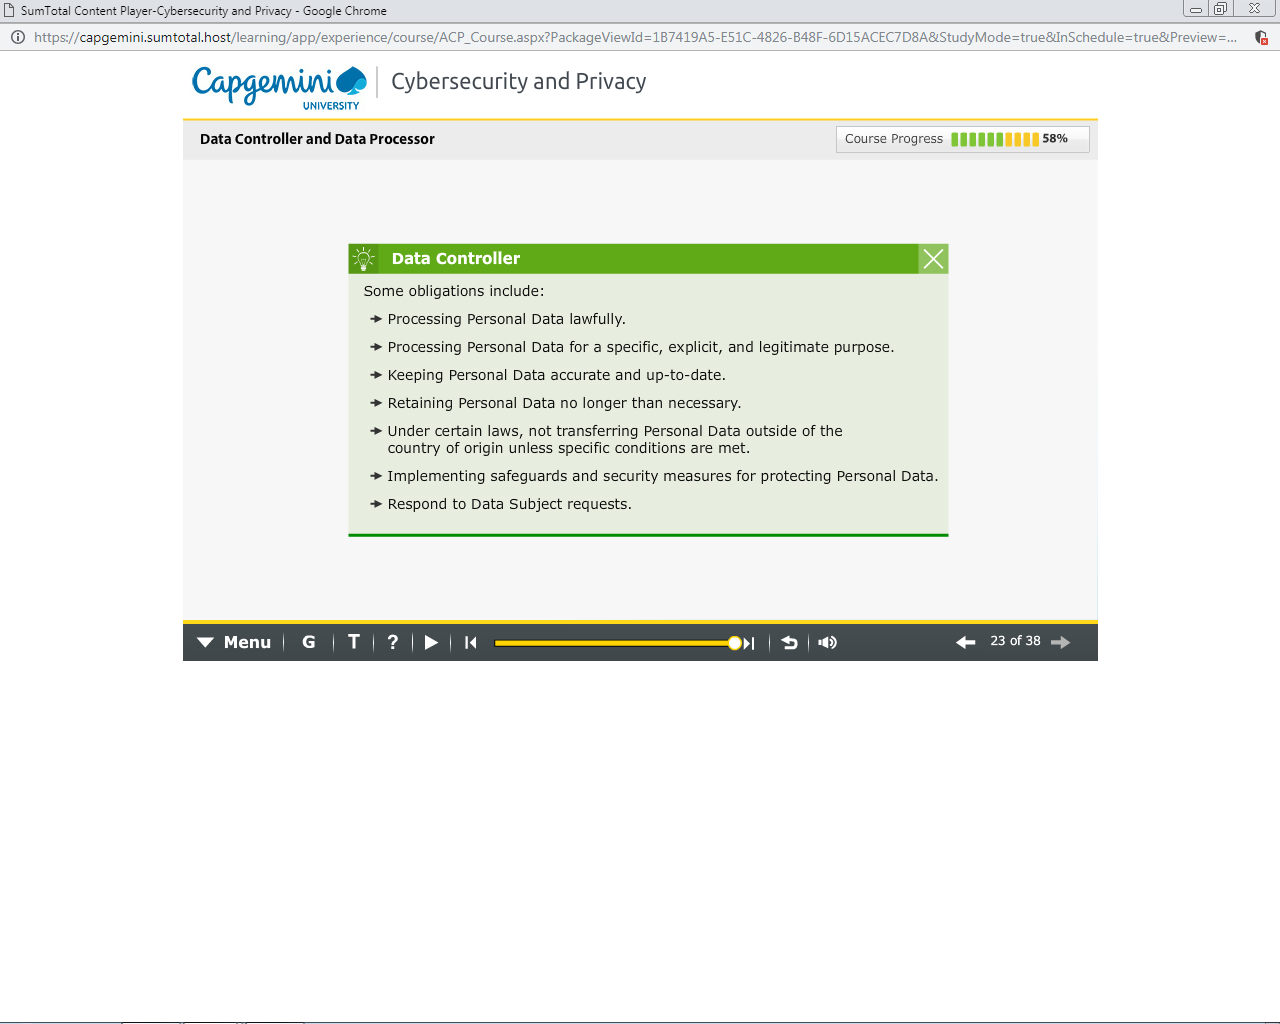 SumTotal Content Player-Cybersecurity and Privacy - Google Chrome
https://capgemini.sumtotal.host/learning/app/experience/course/ACP_Course.aspx?PackageViewId=1B7419A5-E51C-4826-B48F-6D15ACEC7D8A&StudyMode=true&InSchedule=true&Preview=...
Capgemini
UNIVERSITY
Cybersecurity and Privacy
Data Controller and Data Processor
Course Progress 58%
Data Controller
Some obligations include:
Processing Personal Data lawfully.
Processing Personal Data for a specific, explicit, and legitimate purpose.
Keeping Personal Data accurate and up-to-date.
Retaining Personal Data no longer than necessary.
Under certain laws, not transferring Personal Data outside of the
country of origin unless specific conditions are met.
Implementing safeguards and security measures for protecting Personal Data.
Respond to Data Subject requests.
Menu G T ? 23 of 38